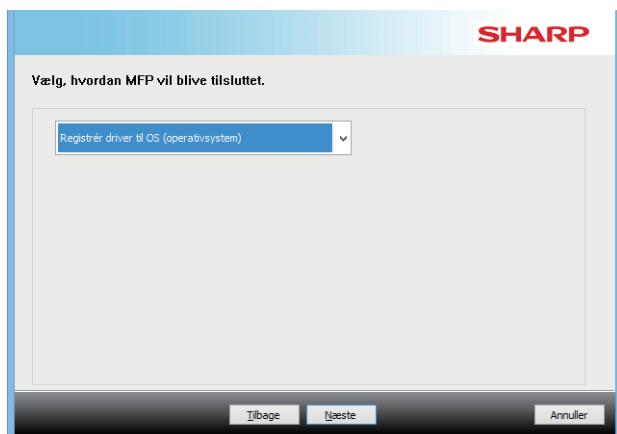 SHARP
Vælg, hvordan MFP vil blive tilsluttet.
Registrér driver til OS (operativsystem)
Tilbage Næste Annuller